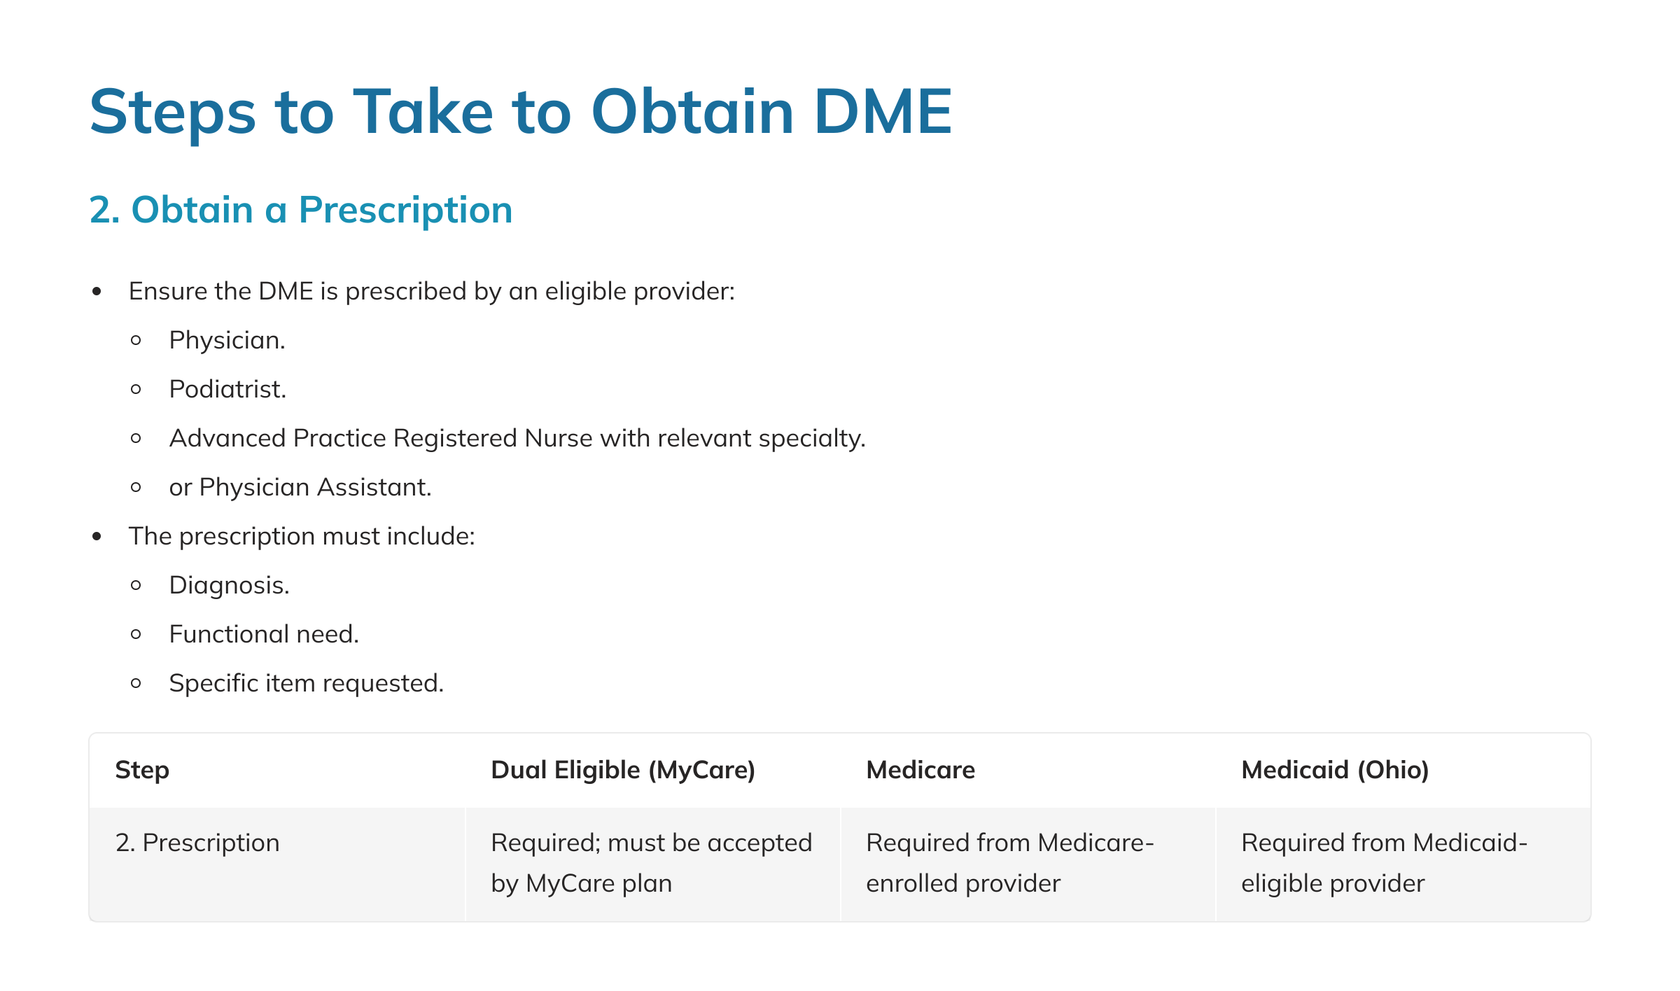 Steps to Take to Obtain DME
2. Obtain a Prescription
• Ensure the DME is prescribed by an eligible provider:
○ Physician.
○ Podiatrist.
○ Advanced Practice Registered Nurse with relevant specialty.
○ or Physician Assistant.
• The prescription must include:
○ Diagnosis.
○ Functional need.
○ Specific item requested.
Step Dual Eligible (MyCare) Medicare Medicaid (Ohio)
2. Prescription Required; must be accepted Required from Medicare- Required from Medicaid-
by MyCare plan enrolled provider eligible provider